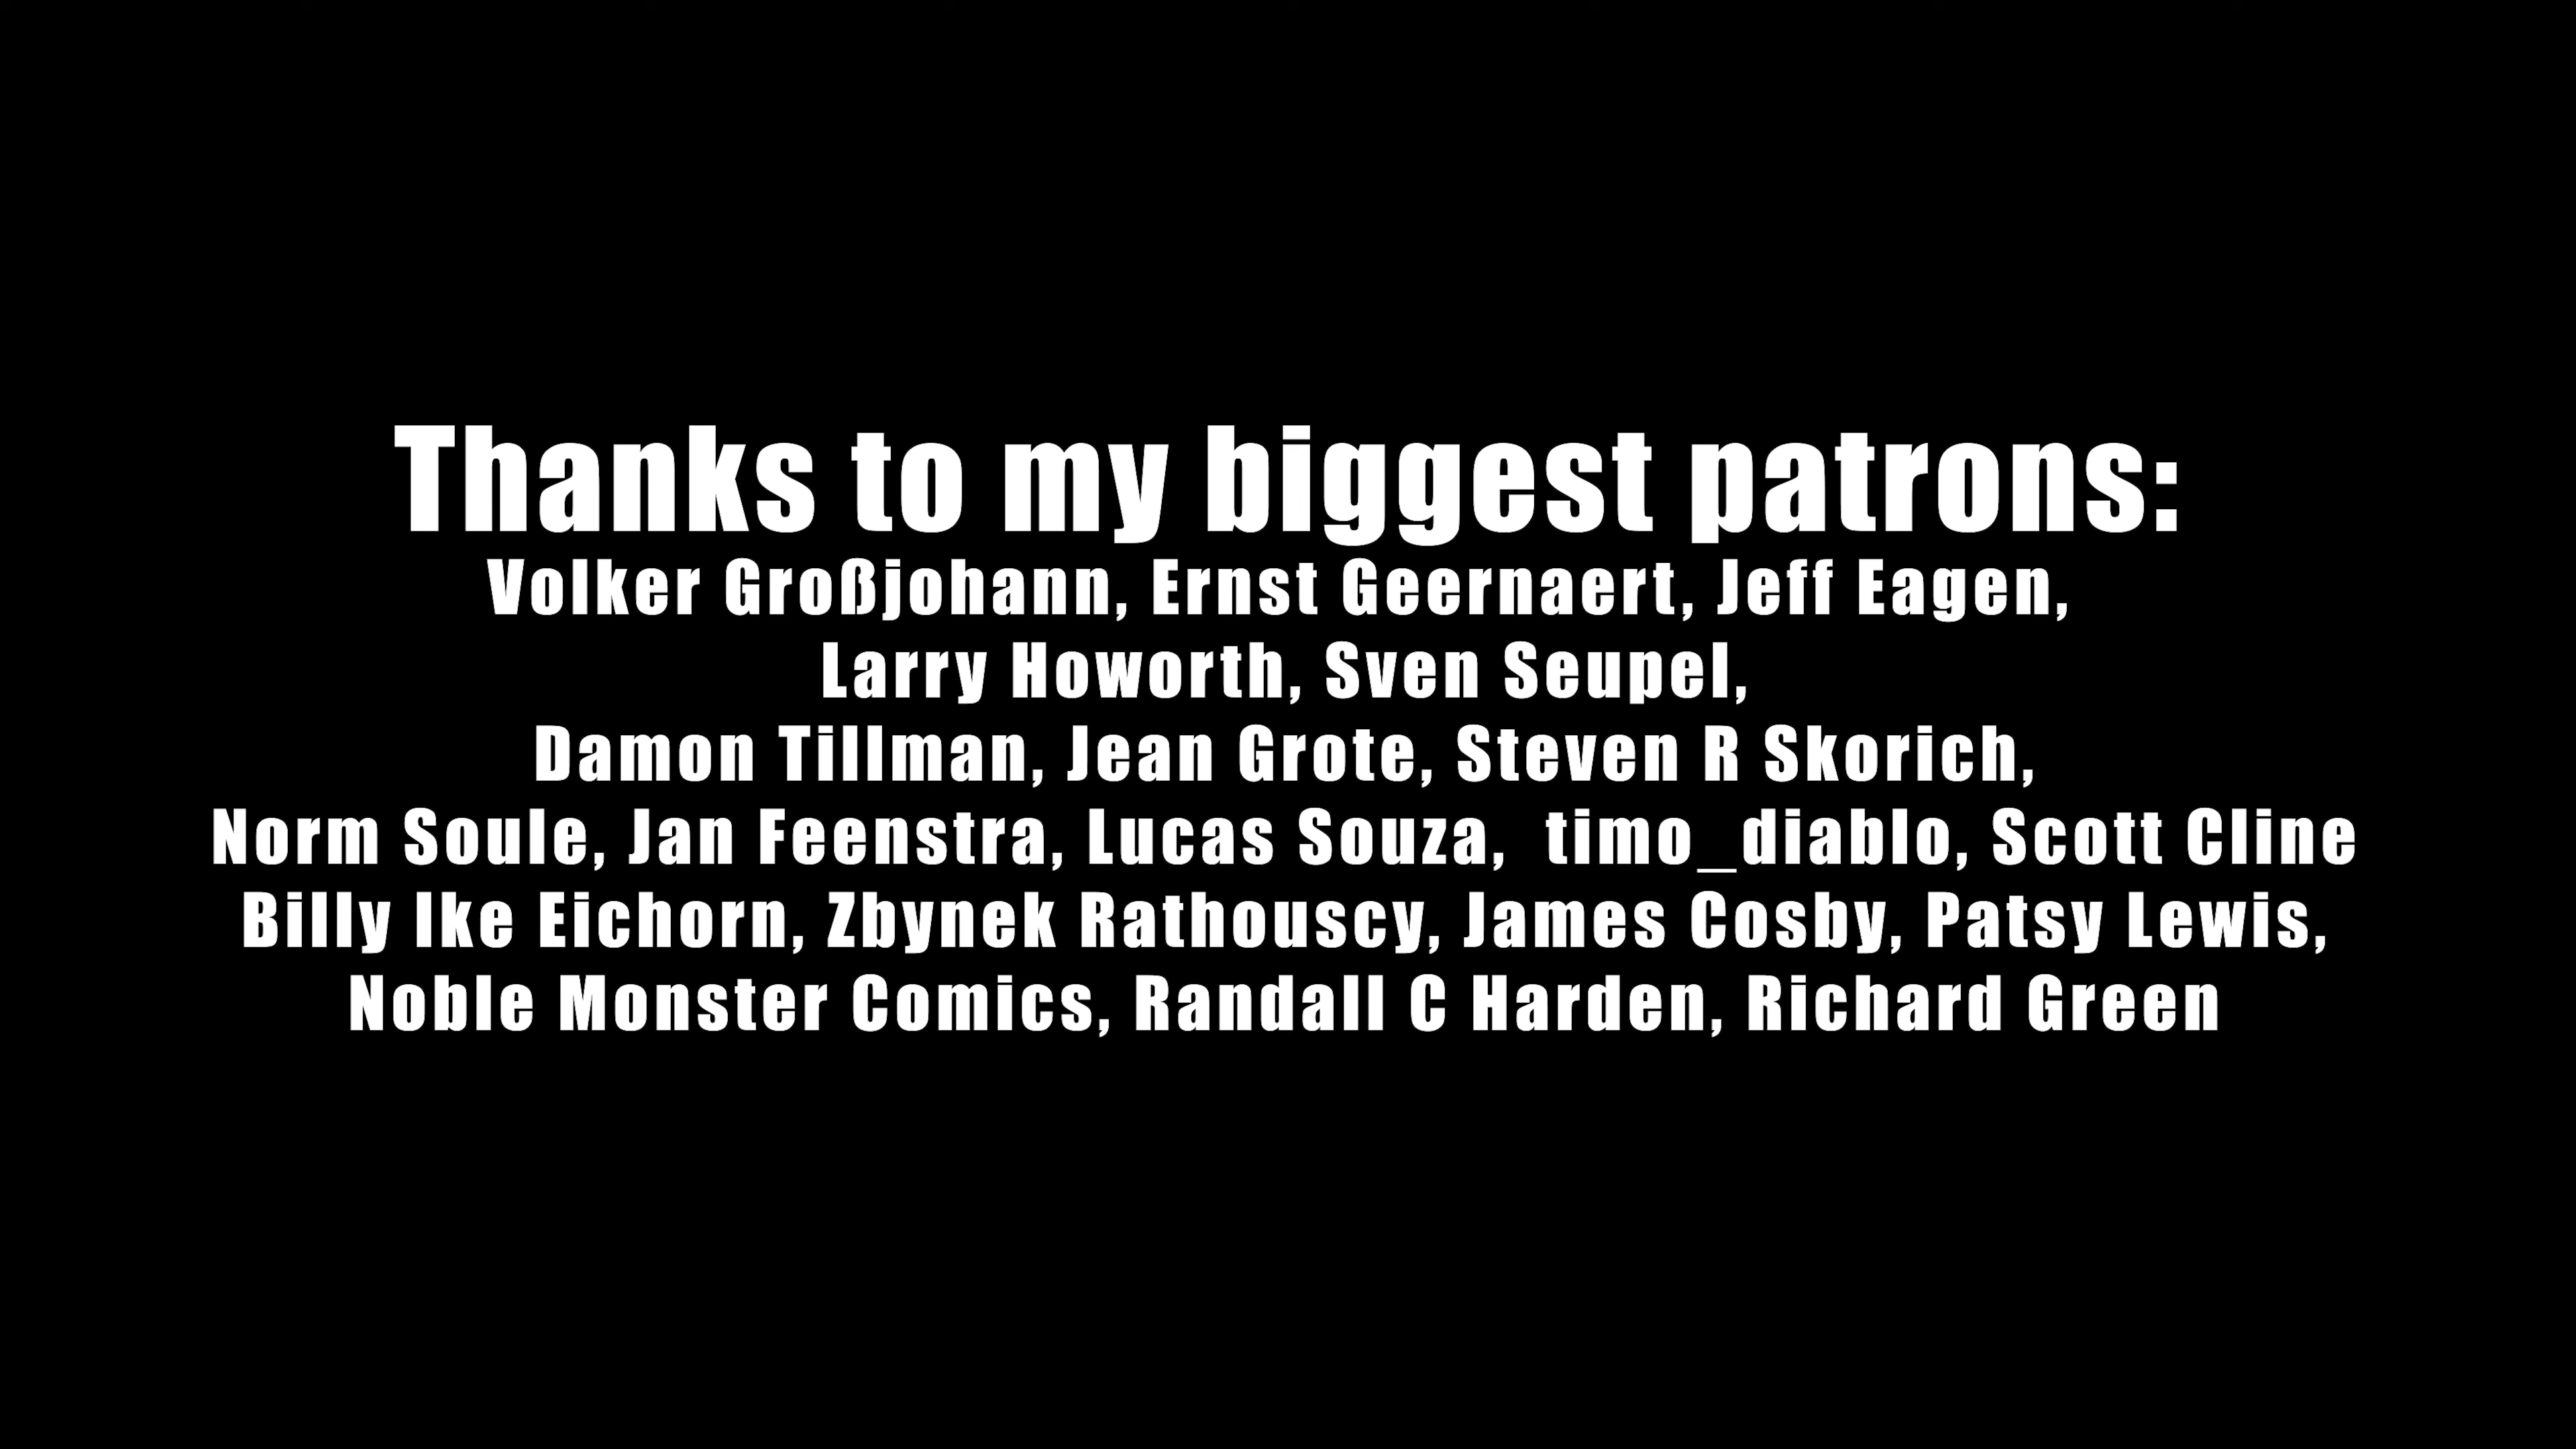 Thanks to my biggest patrons:
Volker Großjohann, Ernst Geernaert, Jeff Eagen,
Larry Howorth, Sven Seupel,
Damon Tillman, Jean Grote, Steven R Skorich,
Norm Soule, Jan Feenstra, Lucas Souza,  timo_diablo, Scott Cline
Billy Ike Eichorn, Zbynek Rathouscy, James Cosby, Patsy Lewis,
Noble Monster Comics, Randall C Harden, Richard Green